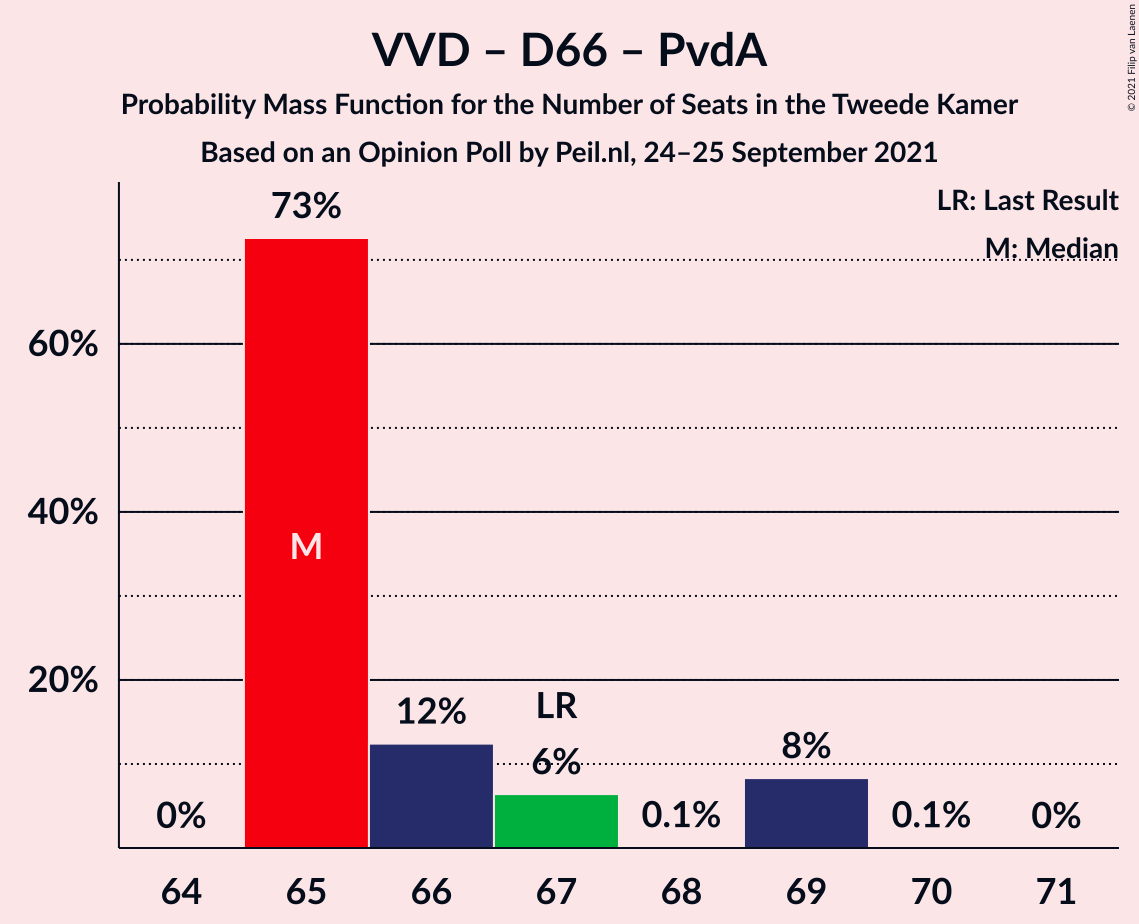 VVD – D66 – PvdA
Probability Mass Function for the Number of Seats in the Tweede Kamer
Based on an Opinion Poll by Peil.nl, 24–25 September 2021
© 2021 Filip van Laenen
LR: Last Result
M: Median
60%
40%
20%
0%
73%
M
12%
LR
6%
0.1%
8%
0.1%
0%
64 65 66 67 68 69 70 71